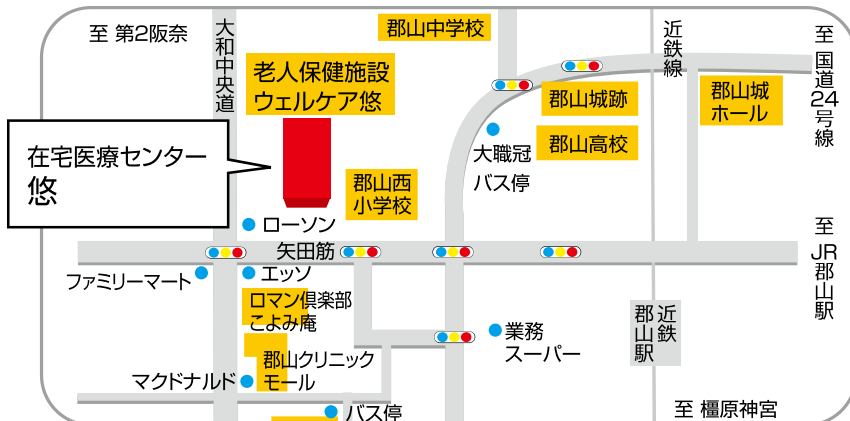 至 第2阪奈
大和中央道
郡山中学校
近鉄線
至 国道24号線
老人保健施設
ウェルケア悠
郡山城跡
郡山城
ホール
大職冠
バス停
郡山高校
在宅医療センター
悠
郡山西
小学校
ローソン
矢田筋
至 JR郡山駅
ファミリーマート
エッソ
ロマン倶楽部
こよみ庵
近鉄
郡山駅
業務
スーパー
郡山クリニック
モール
マクドナルド
バス停
至 橿原神宮